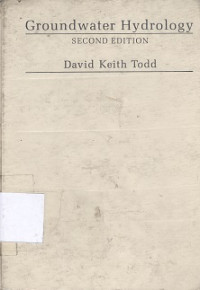 Groundwater Hydrology
SECOND EDITION
David Keith Todd